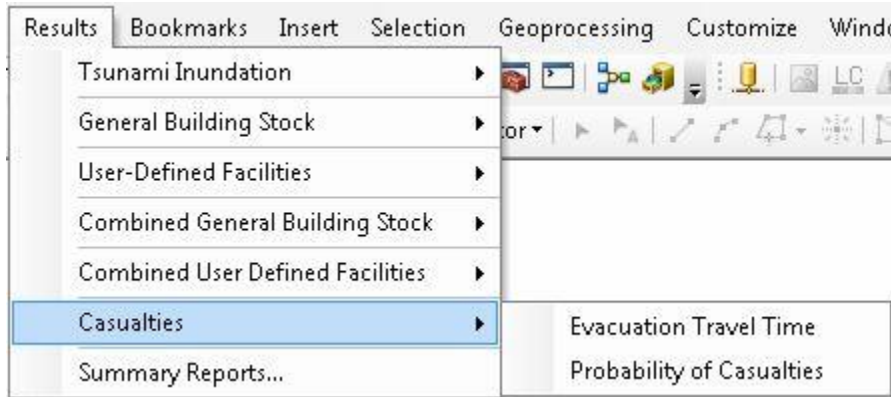 Results Bookmarks Insert Selection Geoprocessing Customize
Tsunami Inundation
General Building Stock
LC
User-Defined Facilities
Combined General Building Stock
Combined User Defined Facilities
Casualties
Evacuation Travel Time
Probability of Casualties
Summary Reports...